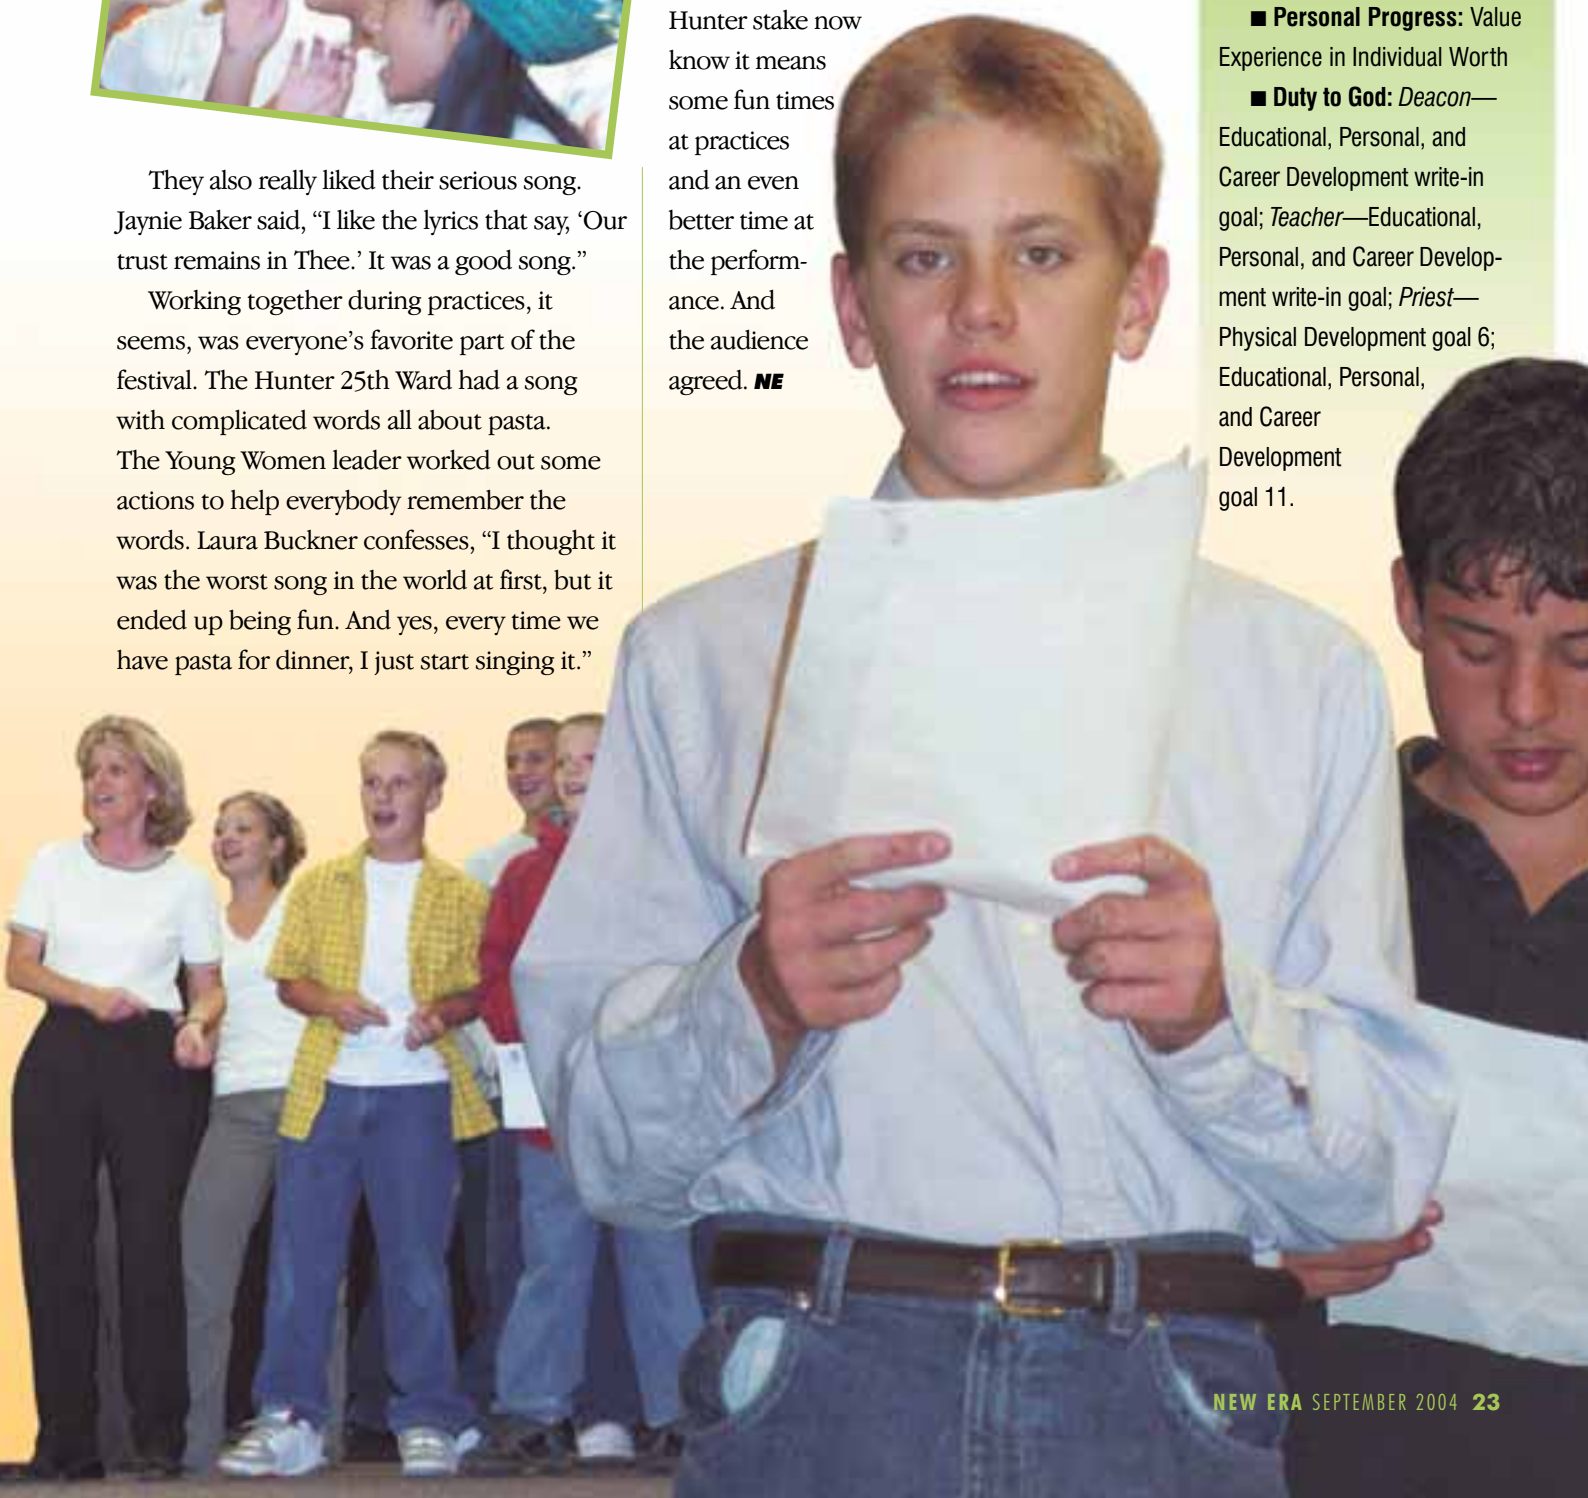 They also really liked their serious song.
Jaynie Baker said, “I like the lyrics that say, ‘Our
trust remains in Thee.’ It was a good song.”
Working together during practices, it
seems, was everyone’s favorite part of the
festival. The Hunter 25th Ward had a song
with complicated words all about pasta.
The Young Women leader worked out some
actions to help everybody remember the
words. Laura Buckner confesses, “I thought it
was the worst song in the world at first, but it
ended up being fun. And yes, every time we
have pasta for dinner, I just start singing it.”
Hunter stake now
know it means
some fun times
at practices
and an even
better time at
the perform-
ance. And
the audience
agreed. NE
■ Personal Progress: Value
Experience in Individual Worth
■ Duty to God: Deacon—
Educational, Personal, and
Career Development write-in
goal; Teacher—Educational,
Personal, and Career Develop-
ment write-in goal; Priest—
Physical Development goal 6;
Educational, Personal,
and Career
Development
goal 11.
NEW ERA SEPTEMBER 2004 23